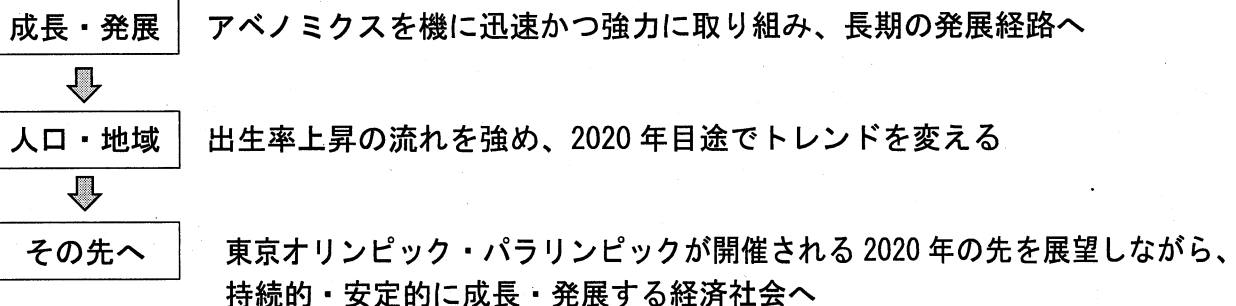 成長・発展 アベノミクスを機に迅速かつ強力に取り組み、長期の発展経路へ
人口・地域 出生率上昇の流れを強め、2020年目途でトレンドを変える
その先へ 東京オリンピック・パラリンピックが開催される2020年の先を展望しながら、
持続的・安定的に成長・発展する経済社会へ